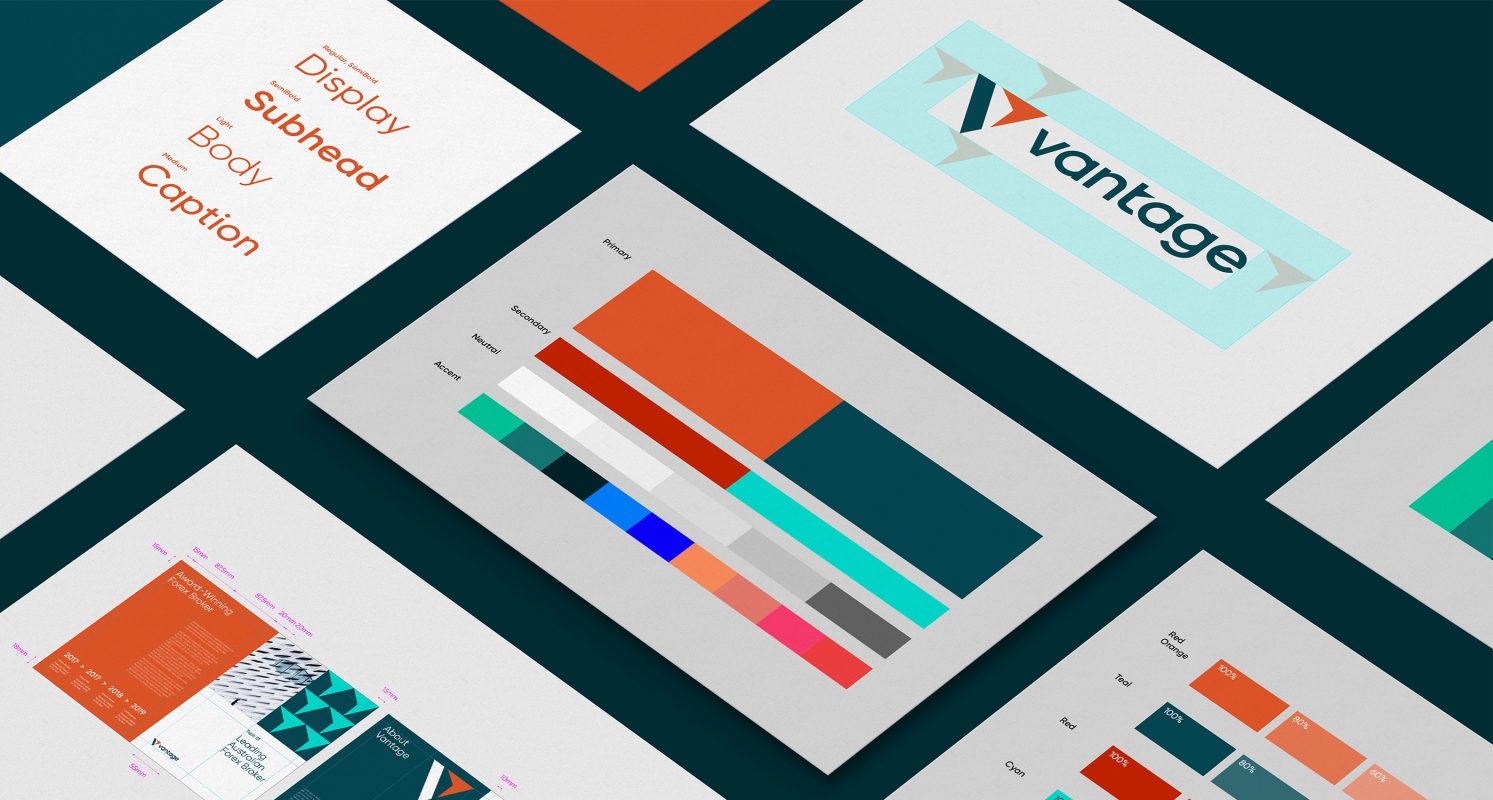 Regular, SemiBold
Display
SemiBold
Subhead
Light
Body
Medium
Caption
vantage
Primary
Secondary
Neutral
Accent
15mm
15mm
87.5mm
87.5mm
20mm
20mm
18mm
Award-Winning
Forex Broker
2017 > 2017 > 2018 > 2019
vantage
55mm
Leading
Australian
Forex Broker
15mm
About
Vantage
10mm
Red
Orange
100%
80%
60%
Teal
100%
80%
Red
100%
Cyan